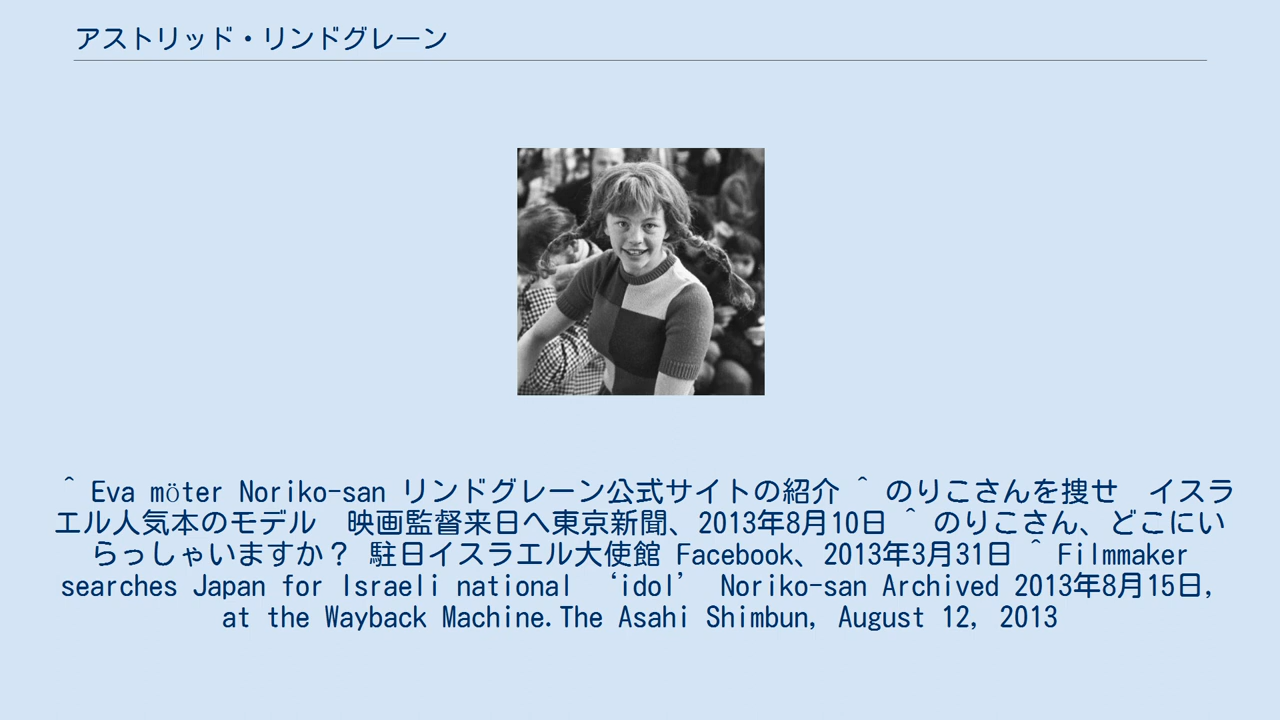 アストリッド・リンドグレーン
^ Eva möter Noriko-san リンドグレーン公式サイトの紹介 ^ のりこさんを捜せ　イスラ
エル人気本のモデル　映画監督来日へ東京新聞、2013年8月10日 ^ のりこさん、どこにい
らっしゃいますか？ 駐日イスラエル大使館 Facebook、2013年3月31日 ^ Filmmaker
searches Japan for Israeli national ‘idol’ Noriko-san Archived 2013年8月15日,
at the Wayback Machine.The Asahi Shimbun, August 12, 2013